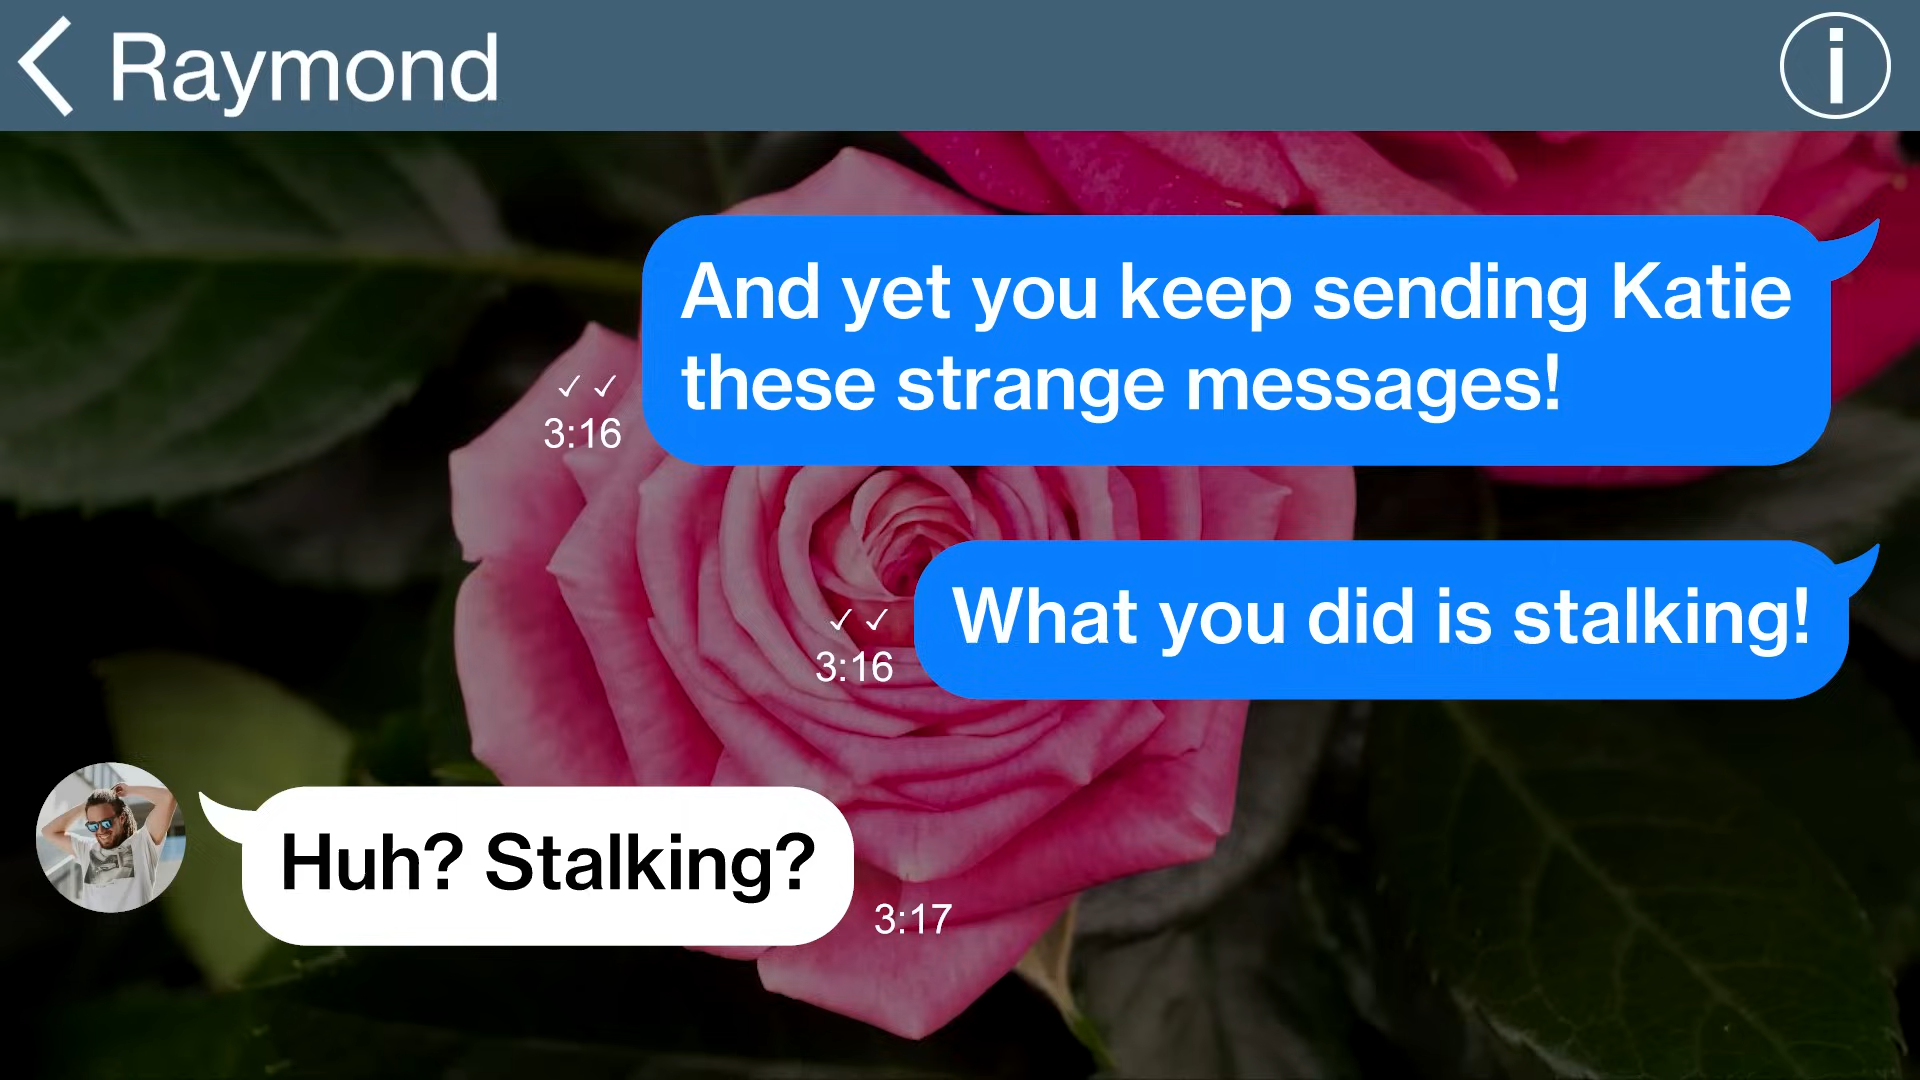 Raymond
And yet you keep sending Katie
these strange messages!
3:16
What you did is stalking!
3:16
Huh? Stalking?
3:17